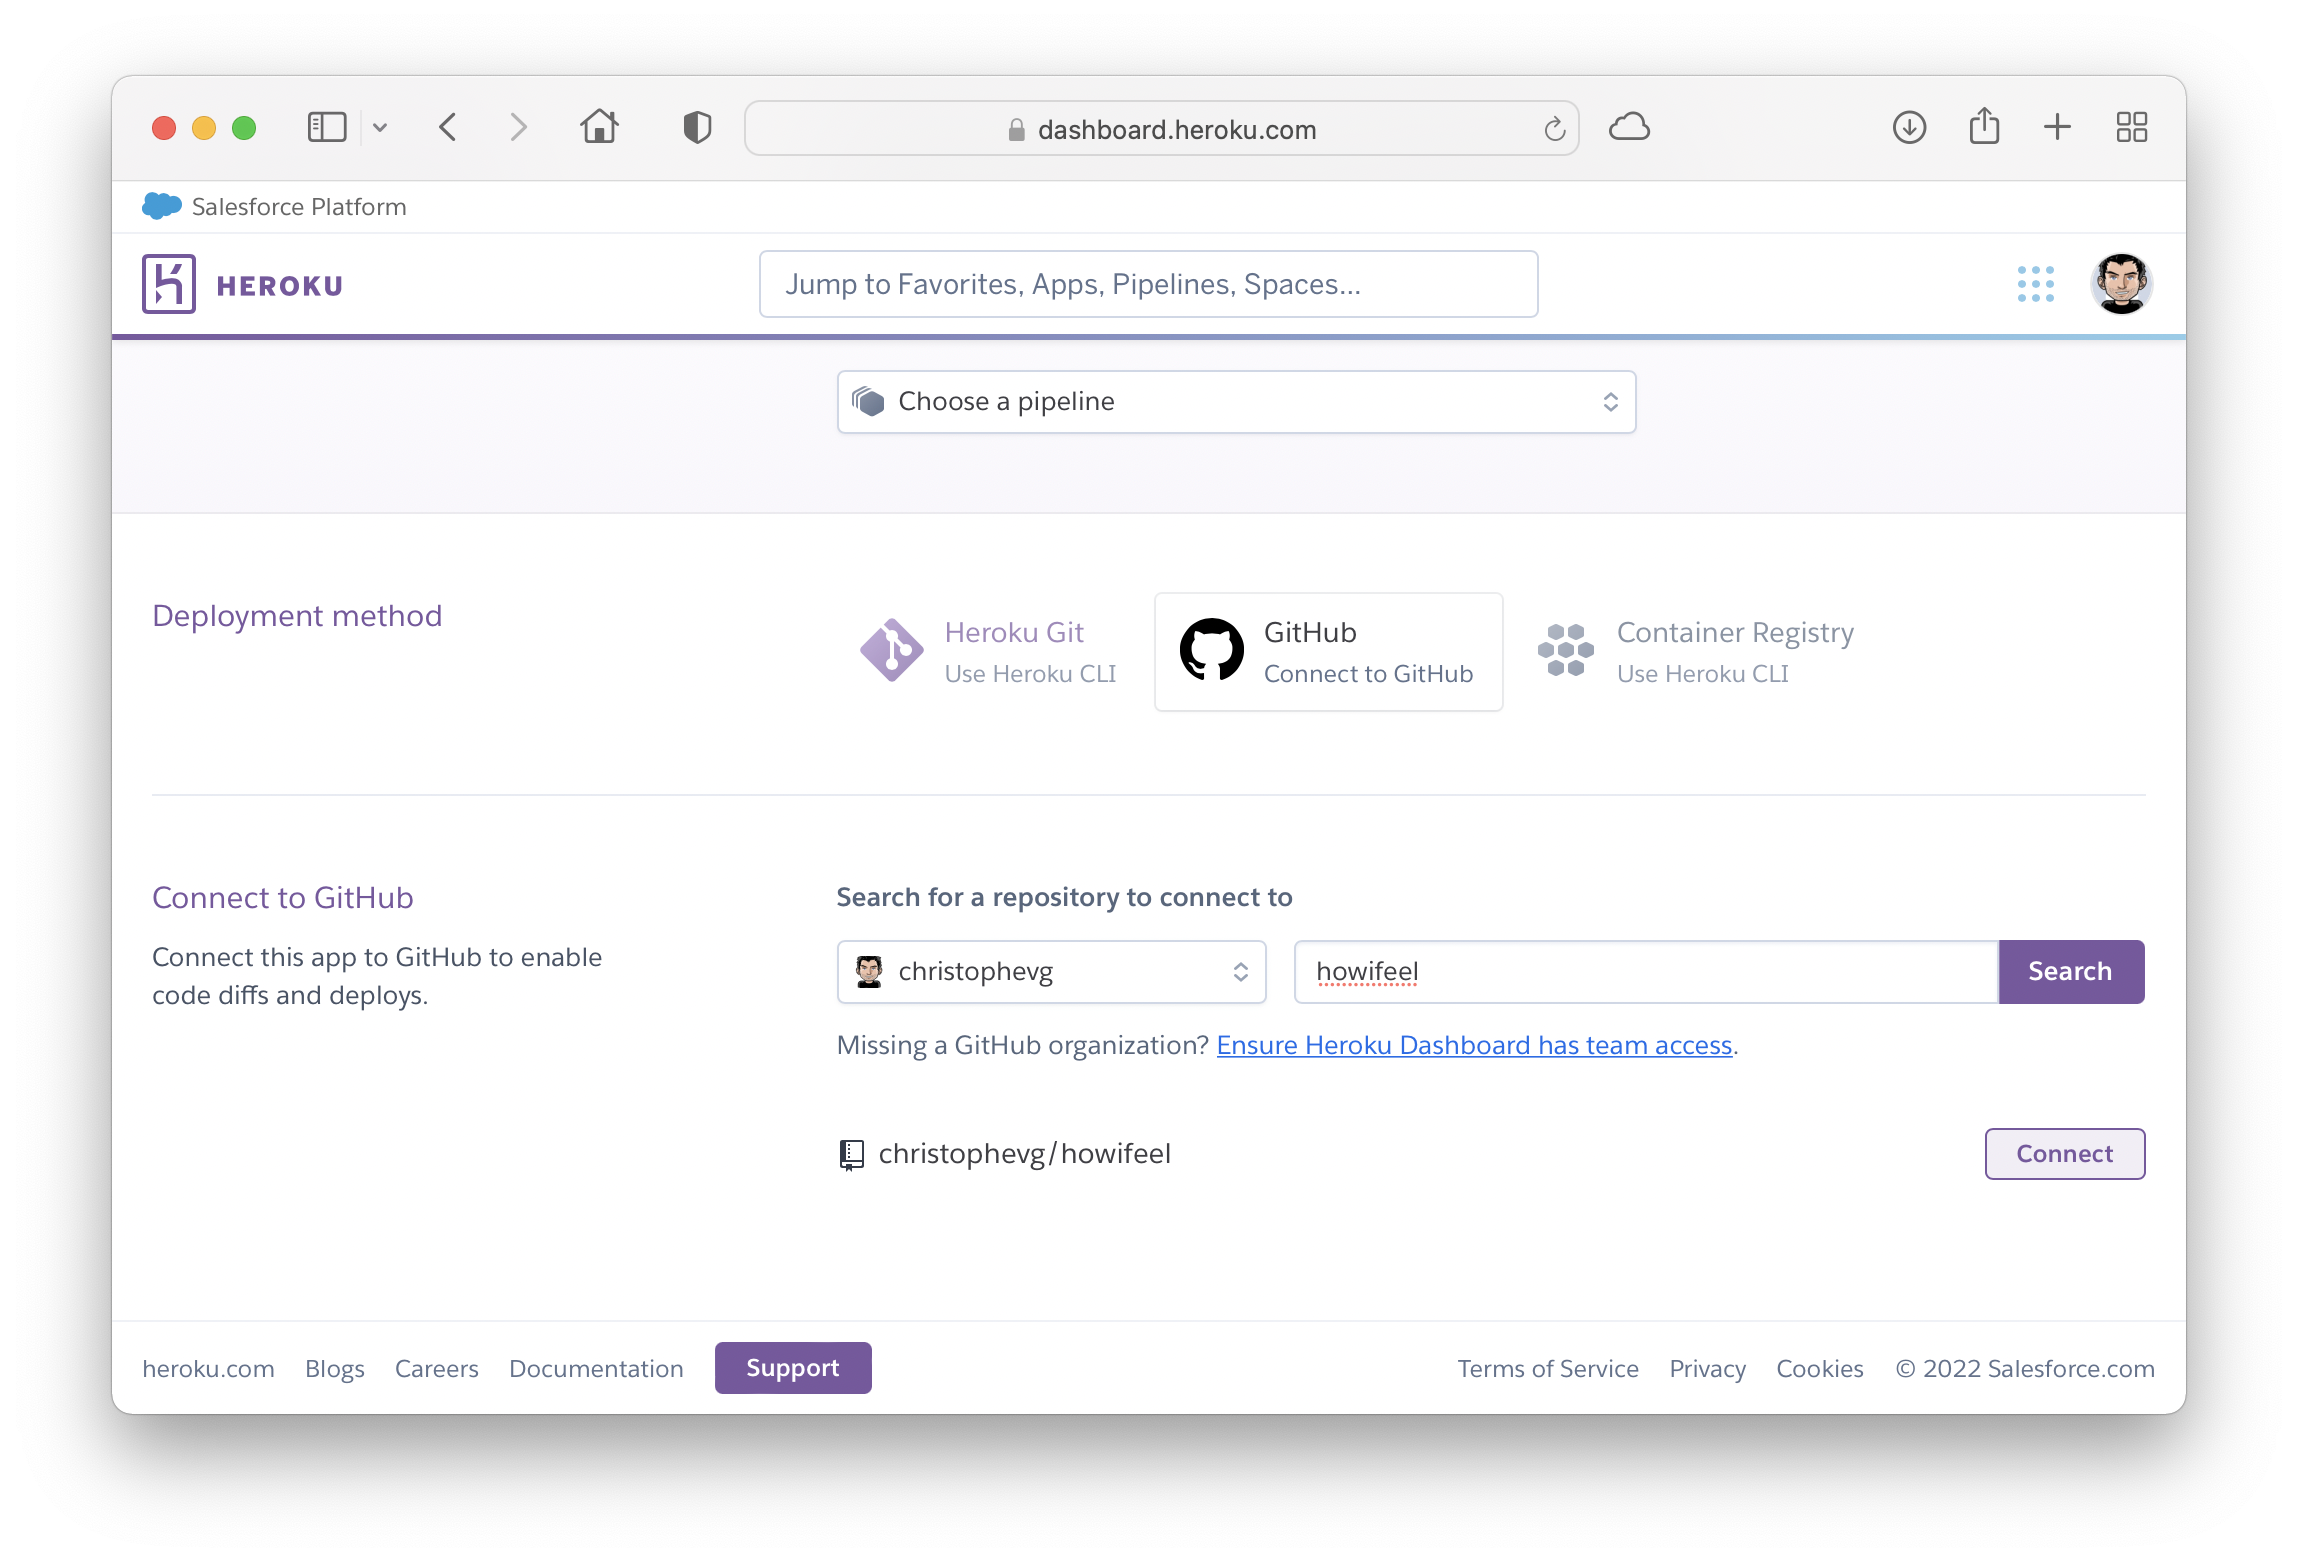 dashboard.heroku.com
Salesforce Platform
HEROKU
Jump to Favorites, Apps, Pipelines, Spaces...
Choose a pipeline
Deployment method
Heroku Git
Use Heroku CLI
GitHub
Connect to GitHub
Container Registry
Use Heroku CLI
Connect to GitHub
Connect this app to GitHub to enable
code diffs and deploys.
Search for a repository to connect to
christophevg
howifeel
Search
Missing a GitHub organization? Ensure Heroku Dashboard has team access.
christophevg/howifeel
Connect
heroku.com
Blogs
Careers
Documentation
Support
Terms of Service
Privacy
Cookies
© 2022 Salesforce.com